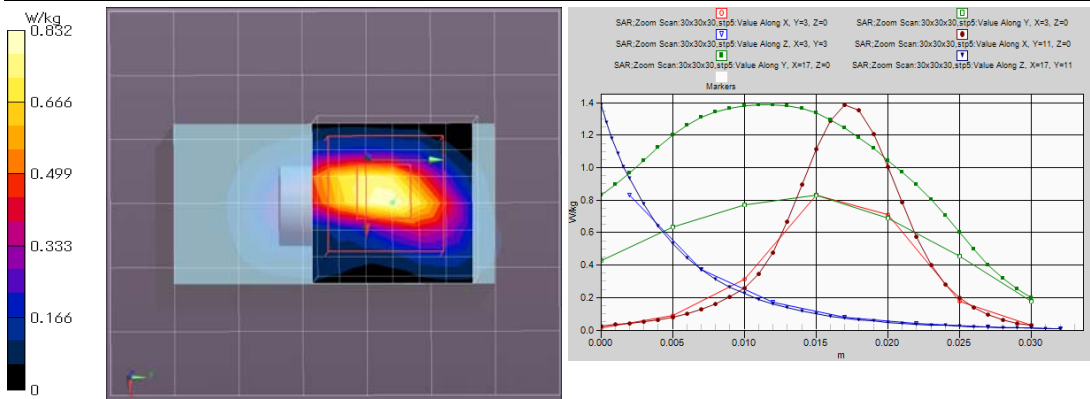 W/kg
0.832
0.666
0.499
0.333
0.166
0
SAR;Zoom Scan:30x30x30,stp5:Value Along X, Y=3, Z=0
SAR;Zoom Scan:30x30x30,stp5:Value Along Y, X=3, Z=0
SAR;Zoom Scan:30x30x30,stp5:Value Along Z, X=3, Y=3
SAR;Zoom Scan:30x30x30,stp5:Value Along X, Y=11, Z=0
SAR;Zoom Scan:30x30x30,stp5:Value Along Y, X=17, Z=0
SAR;Zoom Scan:30x30x30,stp5:Value Along Z, X=17, Y=11
Markers
1.4
1.2
1.0
0.8
W/kg
0.6
0.4
0.2
0.0
0.000 0.005 0.010 0.015 0.020 0.025 0.030
m